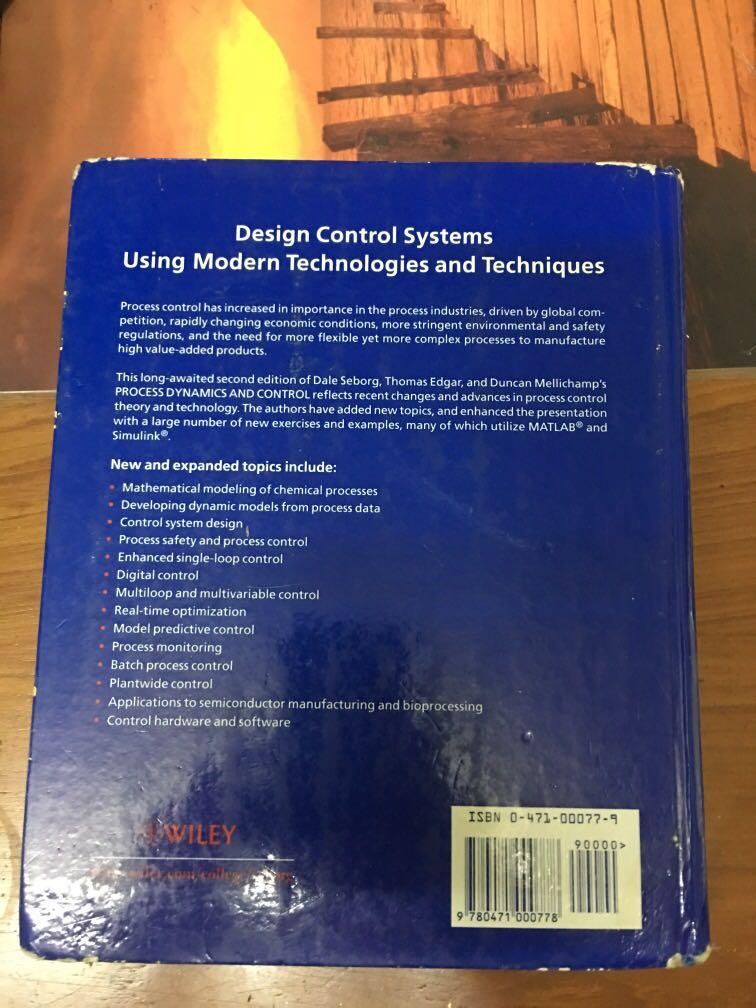 Design Control Systems
Using Modern Technologies and Techniques
Process control has increased in importance in the process industries, driven by global com-
petition, rapidly changing economic conditions, more stringent environmental and safety
regulations, and the need for more flexible yet more complex processes to manufacture
high value-added products.
This long-awaited second edition of Dale Seborg, Thomas Edgar, and Duncan Mellichamp's
PROCESS DYNAMICS AND CONTROL reflects recent changes and advances in process control
theory and technology. The authors have added new topics, and enhanced the presentation
with a large number of new exercises and examples, many of which utilize MATLAB® and
Simulink®.
New and expanded topics include:
• Mathematical modeling of chemical processes
• Developing dynamic models from process data
• Control system design
• Process safety and process control
• Enhanced single-loop control
• Digital control
• Multiloop and multivariable control
• Real-time optimization
• Model predictive control
• Process monitoring
• Batch process control
• Plantwide control
• Applications to semiconductor manufacturing and bioprocessing
• Control hardware and software
WILEY
ISBN 0-471-00077-9
90000>
9 780471 000778